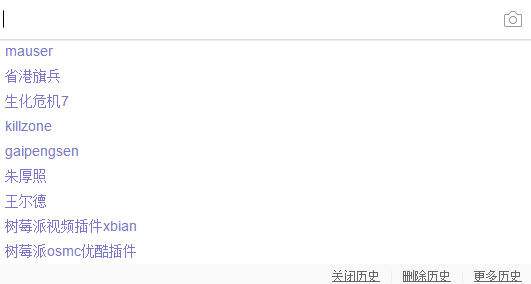 mauser
省港旗兵
生化危机7
killzone
gaipengsen
朱厚照
王尔德
树莓派视频插件xbian
树莓派osmc优酷插件
关闭历史 删除历史 更多历史